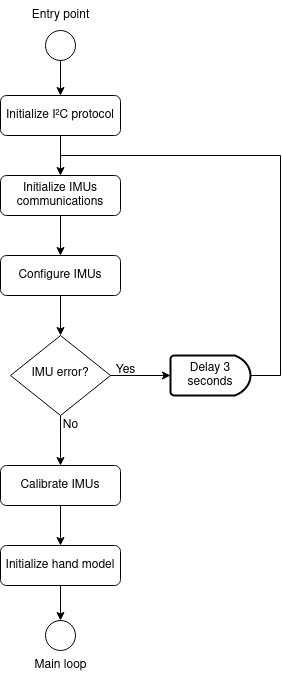 Entry point
Initialize I²C protocol
Initialize IMUs
communications
Configure IMUs
IMU error?
Yes
Delay 3
seconds
No
Calibrate IMUs
Initialize hand model
Main loop